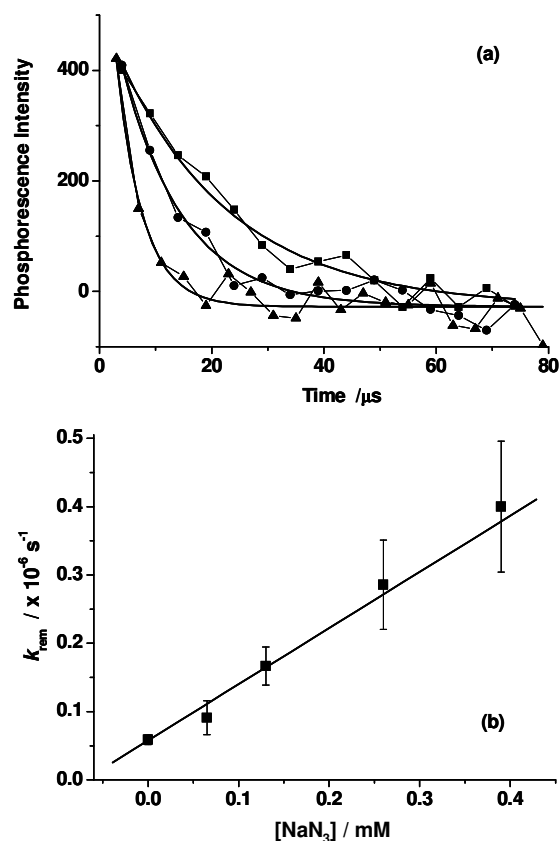 (a)
Phosphorescence Intensity
400
200
0
0 20 40 60 80
Time /μs
0.5
0.4
0.3
0.2
0.1
0.0
k_rem / x 10^-6 s^-1
(b)
0.0 0.1 0.2 0.3 0.4
[NaN₃] / mM